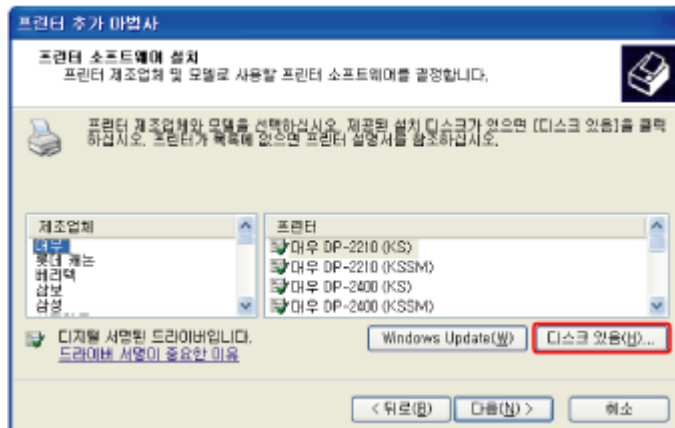 프린터 추가 마법사
프린터 소프트웨어 설치
프린터 제조업체 및 모델로 사용할 프린터 소프트웨어를 결정합니다.
프린터 제조업체와 모델을 선택하십시오. 제공된 설치 디스크가 있으면 [디스크 있음]을 클릭
하십시오. 프린터가 목록에 없으면 프린터 설명서를 참조하십시오.
제조업체
대우
롯데 캐논
버리텍
삼보
삼성
프린터
대우 DP-2210 (KS)
대우 DP-2210 (KSSM)
대우 DP-2400 (KS)
대우 DP-2400 (KSSM)
디지털 서명된 드라이버입니다.
드라이버 서명이 중요한 이유
Windows Update(W)
디스크 있음(H)...
< 뒤로(B)
다음(N) >
취소